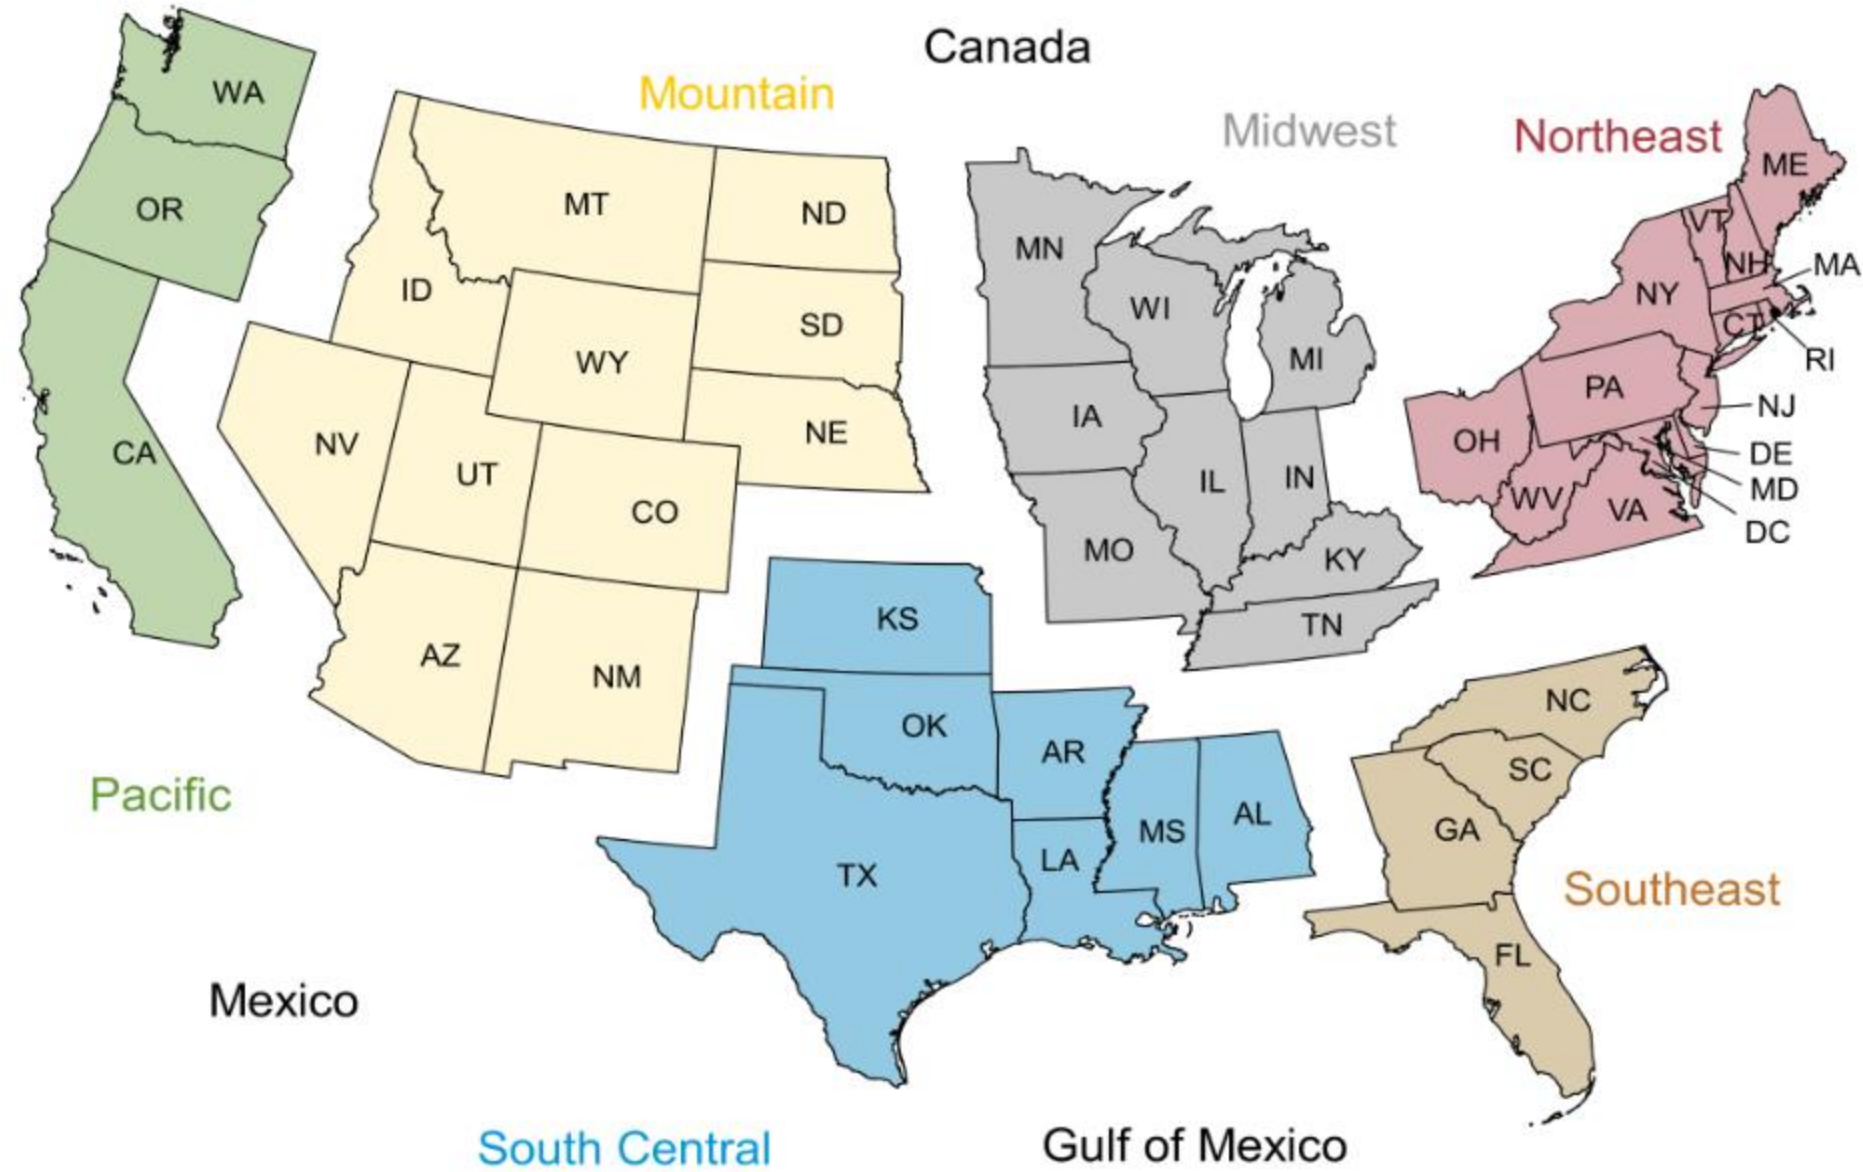 Canada
Mountain
Midwest
Northeast
WA
OR
CA
MT
ND
ID
SD
WY
NE
NV
UT
CO
AZ
NM
MN
WI
MI
IA
IL
IN
MO
KY
TN
ME
VT
NH
MA
NY
CT
RI
PA
NJ
OH
DE
MD
WV
VA
DC
KS
OK
AR
TX
LA
MS
AL
NC
SC
GA
FL
Pacific
Southeast
Mexico
South Central
Gulf of Mexico